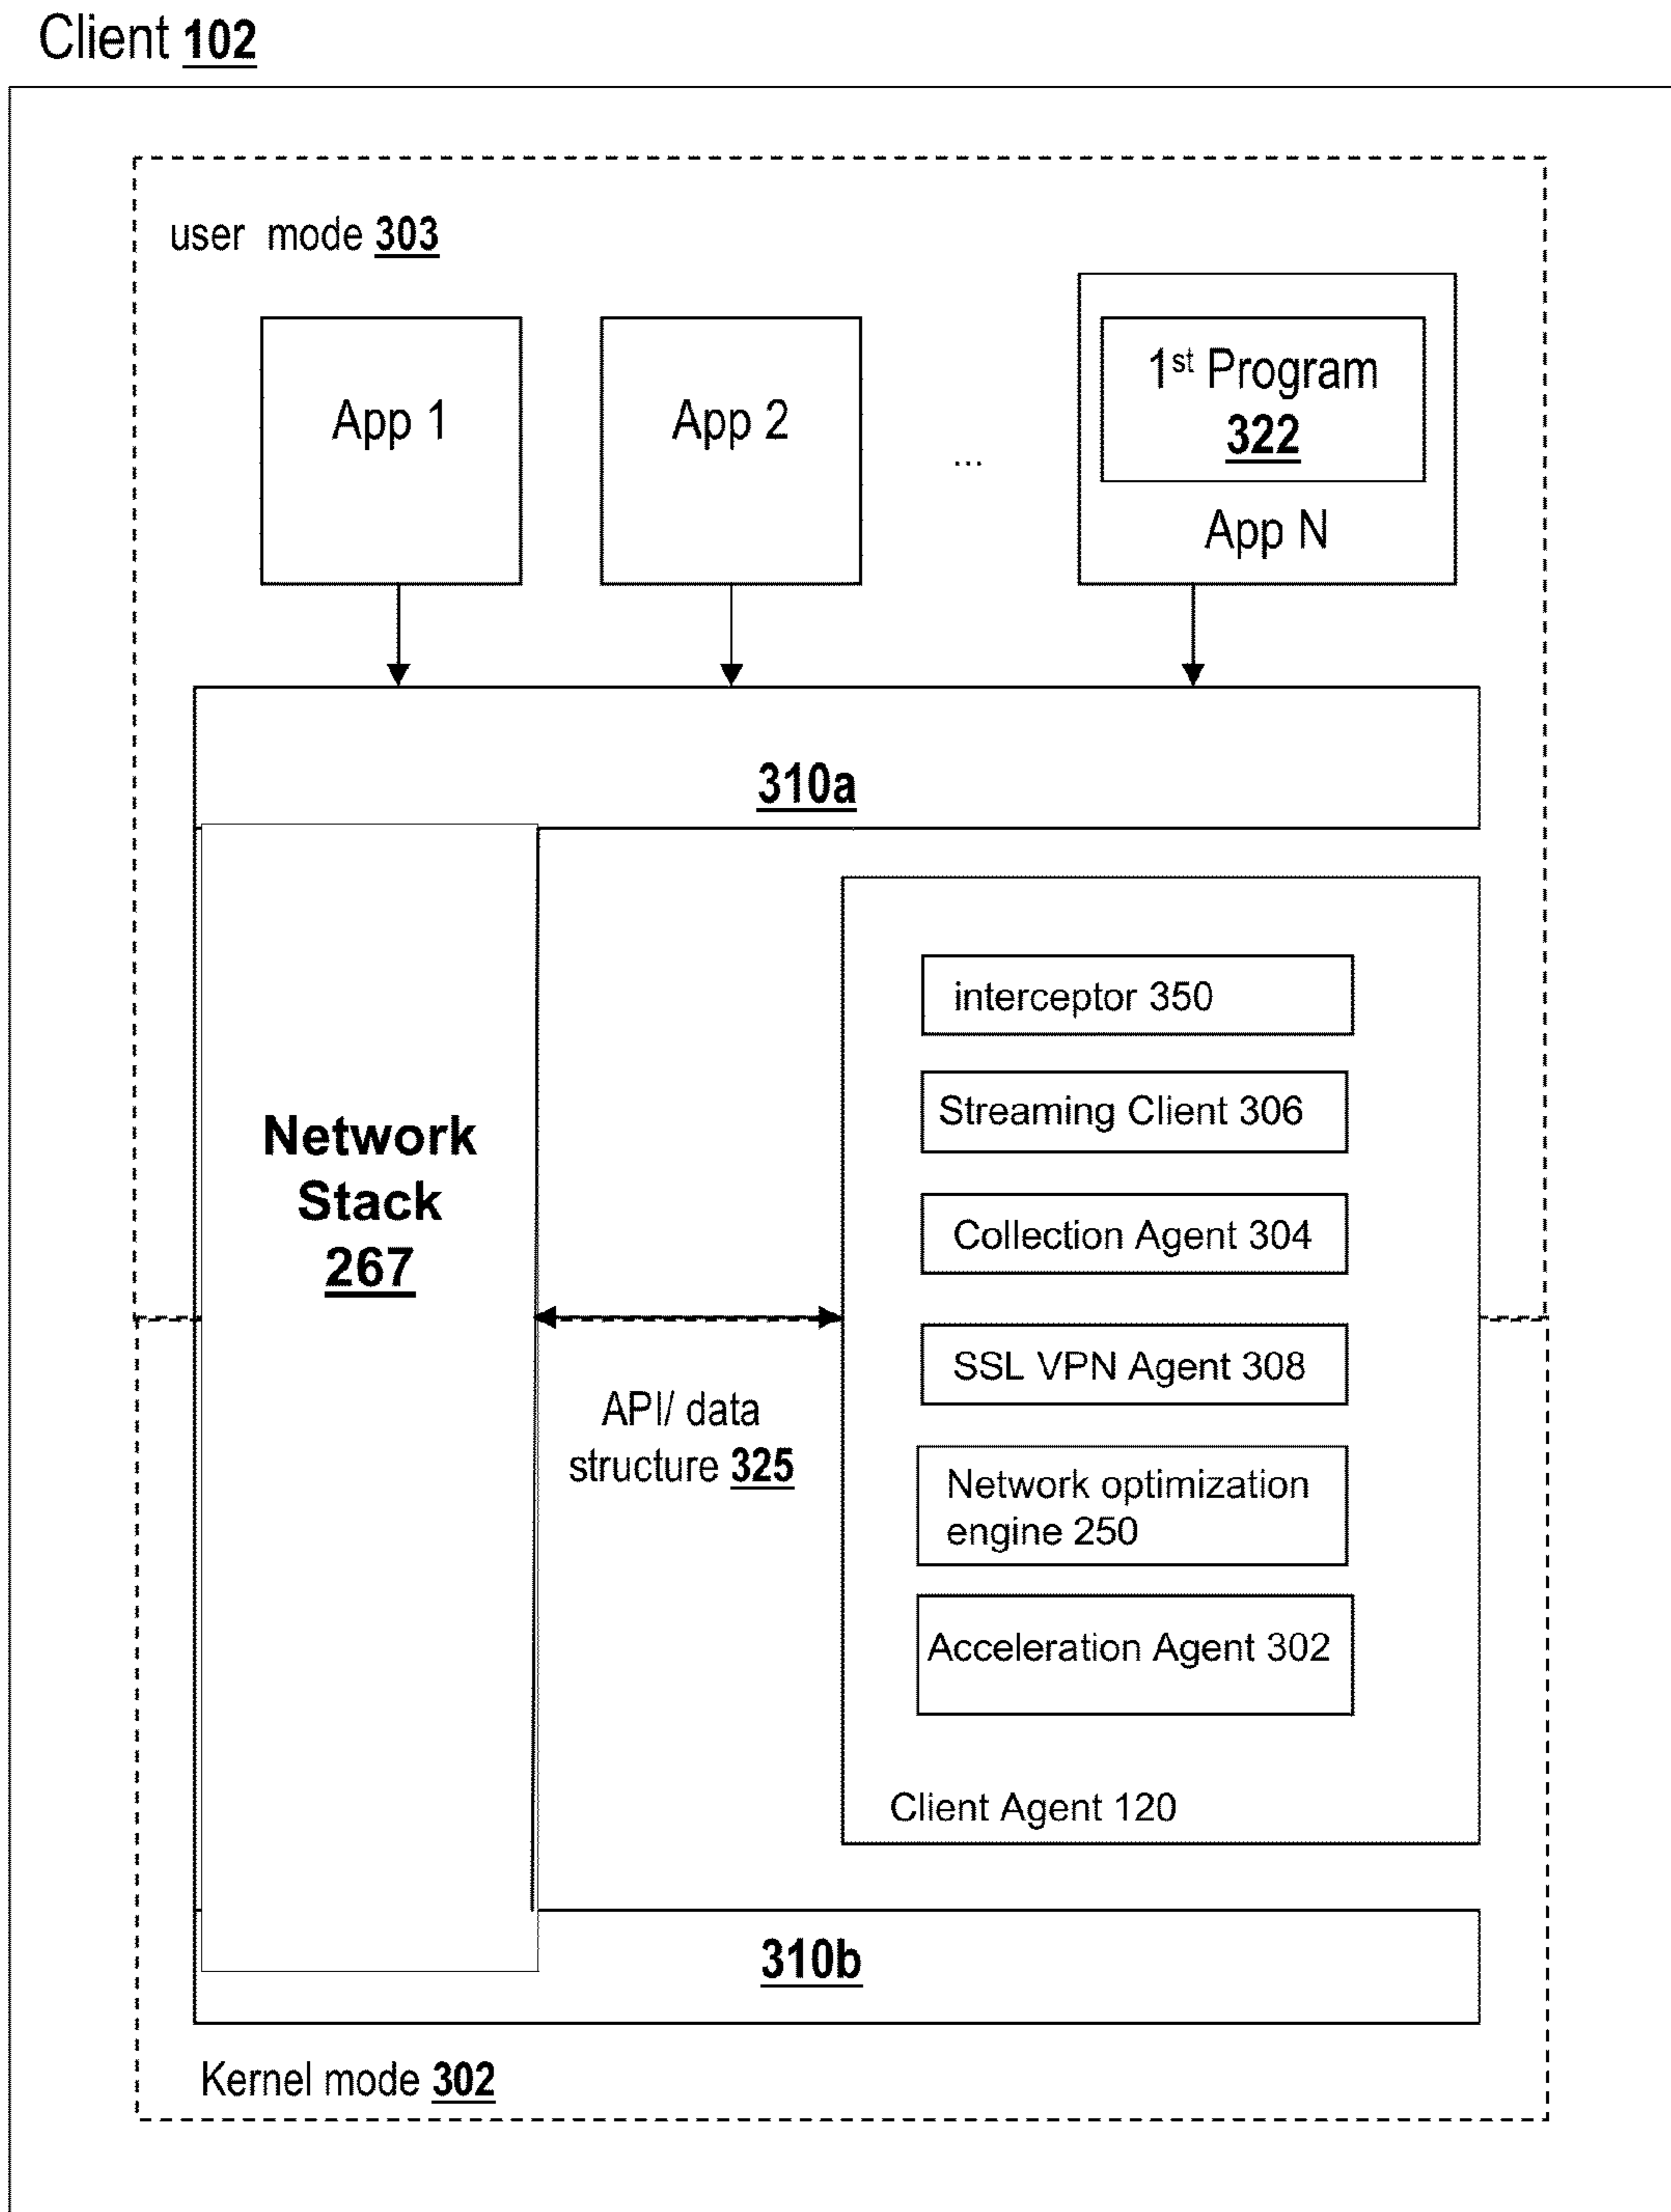 Client 102
user mode 303
App 1
App 2
...
1st Program
322
App N
310a
Network
Stack
267
API/ data
structure 325
interceptor 350
Streaming Client 306
Collection Agent 304
SSL VPN Agent 308
Network optimization
engine 250
Acceleration Agent 302
Client Agent 120
310b
Kernel mode 302